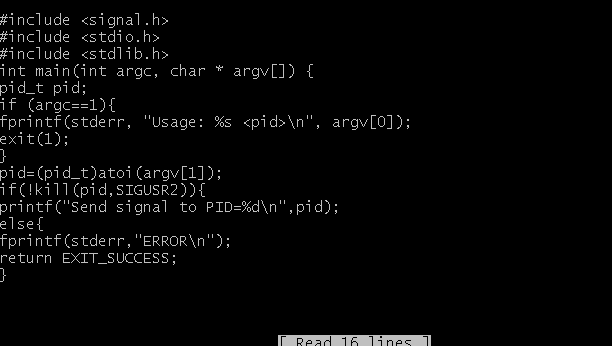 #include <signal.h>
#include <stdio.h>
#include <stdlib.h>
int main(int argc, char * argv[]) {
pid_t pid;
if (argc==1){
fprintf(stderr, "Usage: %s <pid>\n", argv[0]);
exit(1);
}
pid=(pid_t)atoi(argv[1]);
if(!kill(pid,SIGUSR2)){
printf("Send signal to PID=%d\n",pid);
else{
fprintf(stderr,"ERROR\n");
return EXIT_SUCCESS;
}
[ Read 16 lines ]